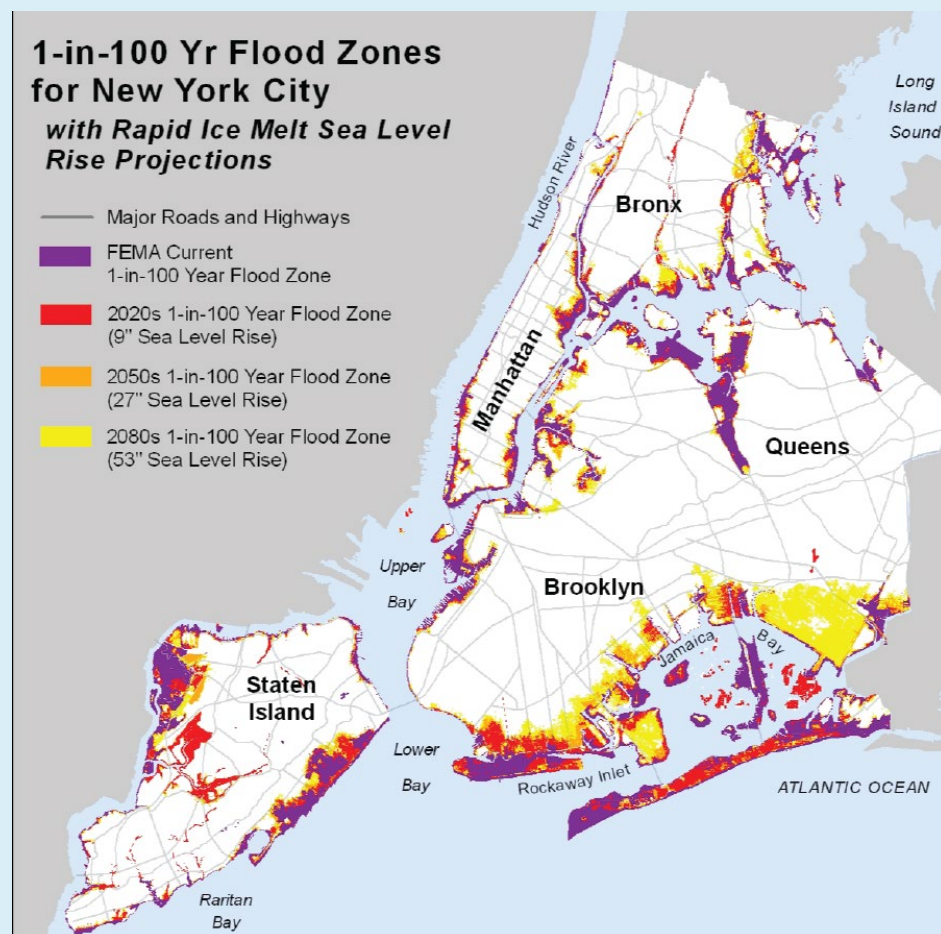 1-in-100 Yr Flood Zones
for New York City
with Rapid Ice Melt Sea Level
Rise Projections
Major Roads and Highways
FEMA Current
1-in-100 Year Flood Zone
2020s 1-in-100 Year Flood Zone
(9" Sea Level Rise)
2050s 1-in-100 Year Flood Zone
(27" Sea Level Rise)
2080s 1-in-100 Year Flood Zone
(53" Sea Level Rise)
Long
Island
Sound
Hudson River
Bronx
Manhattan
Queens
Upper
Bay
Brooklyn
Jamaica
Bay
Staten
Island
Lower
Bay
Rockaway Inlet
ATLANTIC OCEAN
Raritan
Bay